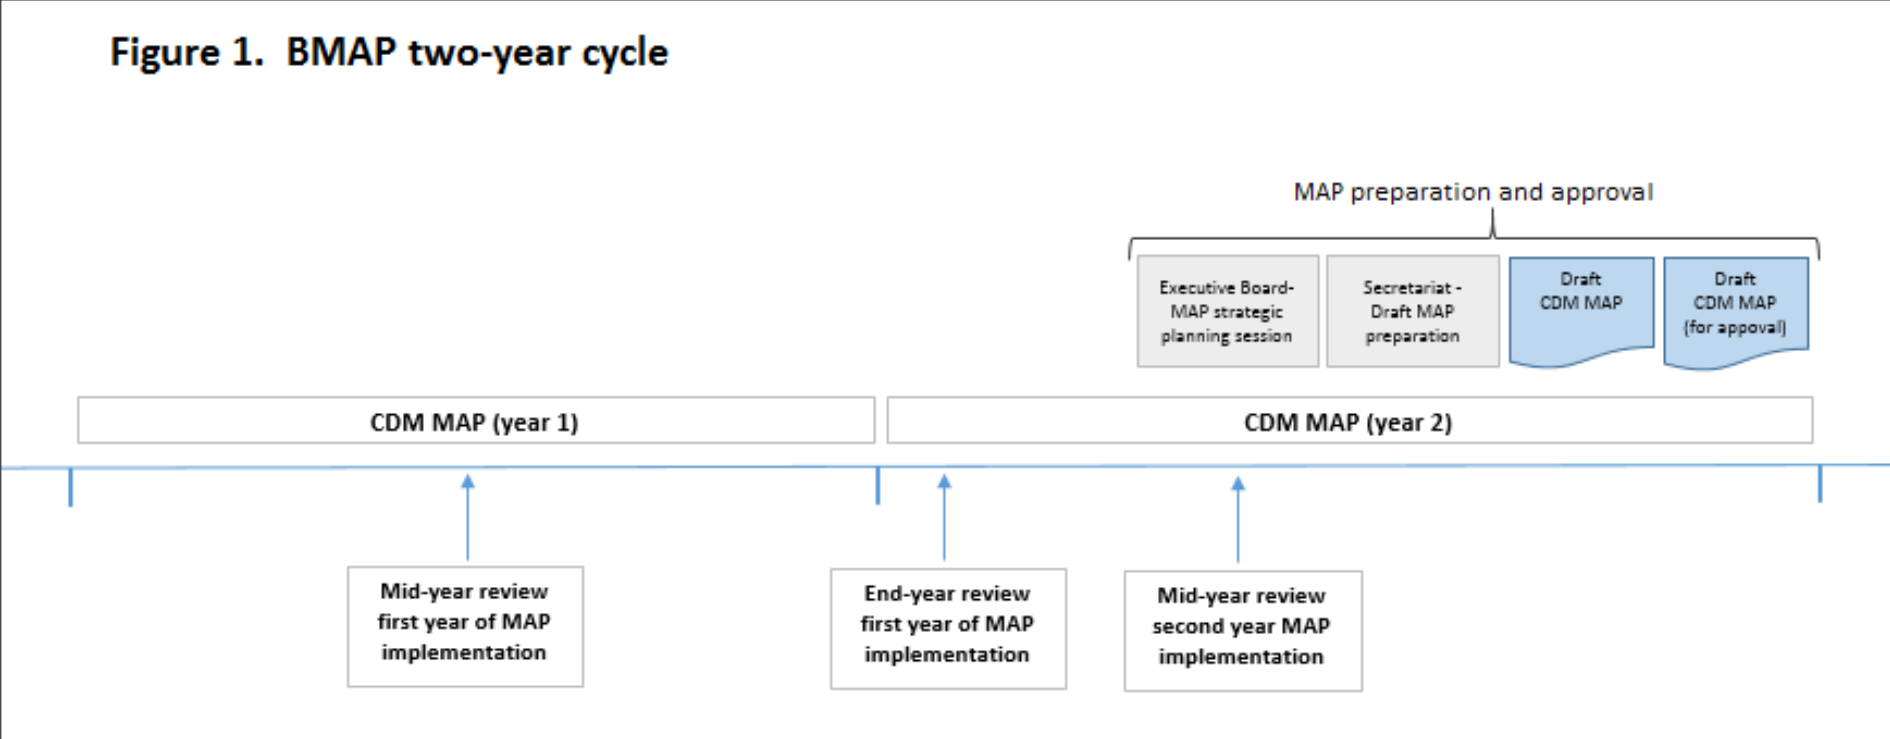 Figure 1.  BMAP two-year cycle
MAP preparation and approval
Executive Board-
MAP strategic
planning session
Secretariat -
Draft MAP
preparation
Draft
CDM MAP
Draft
CDM MAP
(for appoval)
CDM MAP (year 1)
CDM MAP (year 2)
Mid-year review
first year of MAP
implementation
End-year review
first year of MAP
implementation
Mid-year review
second year MAP
implementation